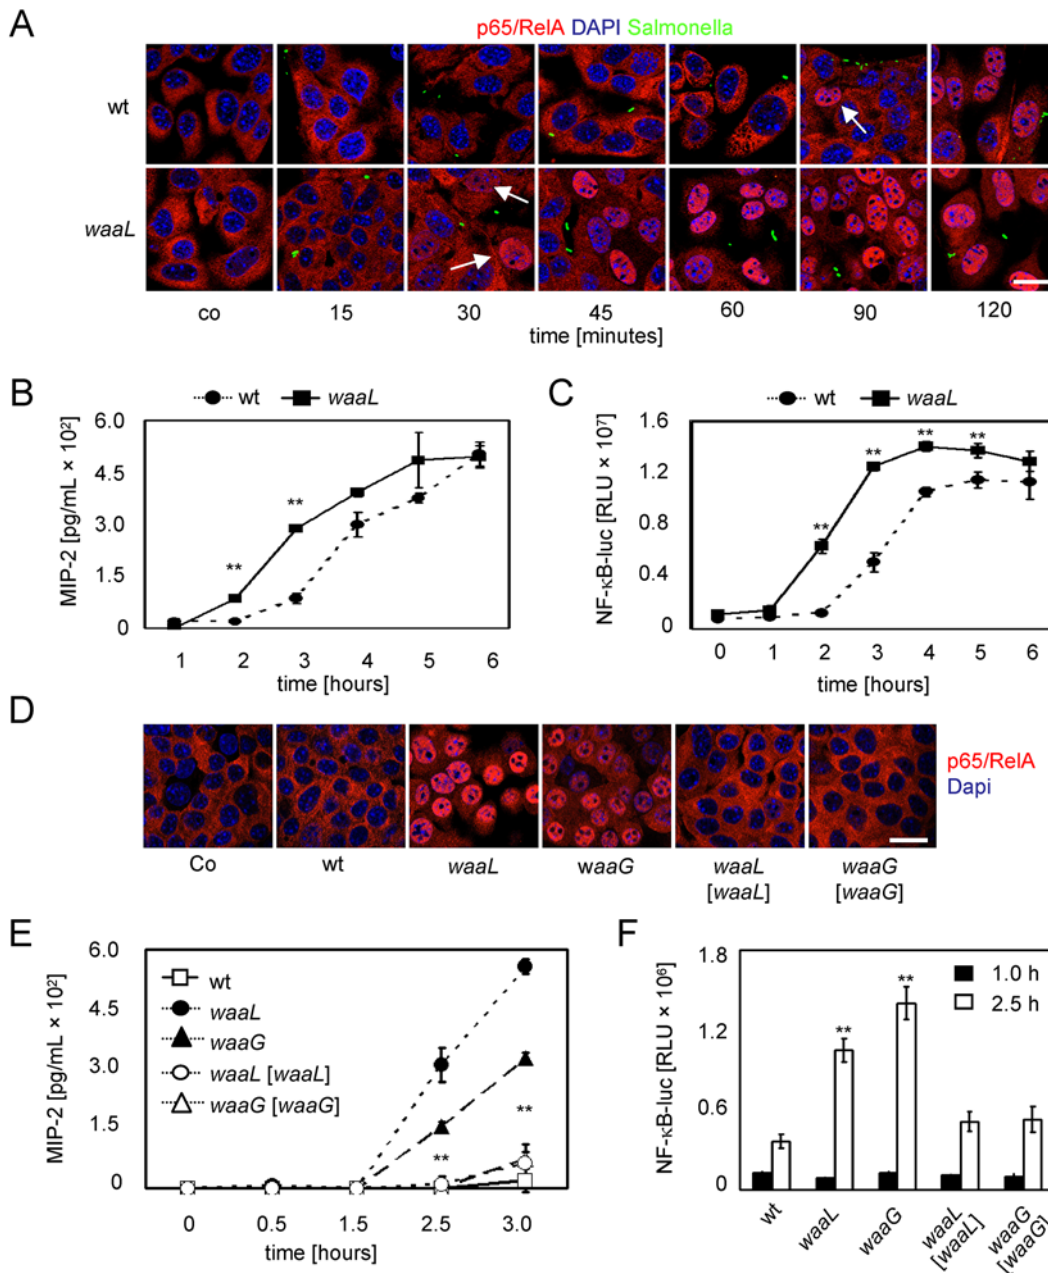 A
p65/RelA DAPI Salmonella
wt
waaL
co 15 30 45 60 90 120
time [minutes]
B
wt waaL
MIP-2 [pg/mL × 10²]
6.0
4.5
3.0
1.5
0
** **
1 2 3 4 5 6
time [hours]
C
wt waaL
NF-κB-luc [RLU × 10⁷]
1.6
1.2
0.8
0.4
0
** ** ** **
0 1 2 3 4 5 6
time [hours]
D
p65/RelA
Dapi
Co wt waaL waaG waaL [waaL] waaG [waaG]
E
MIP-2 [pg/mL × 10²]
6.0
4.5
3.0
1.5
0
wt
waaL
waaG
waaL [waaL]
waaG [waaG]
** **
0 0.5 1.5 2.5 3.0
time [hours]
F
NF-κB-luc [RLU × 10⁶]
1.8
1.2
0.6
0
1.0 h
2.5 h
** **
wt waaL waaG waaL [waaL] waaG [waaG]